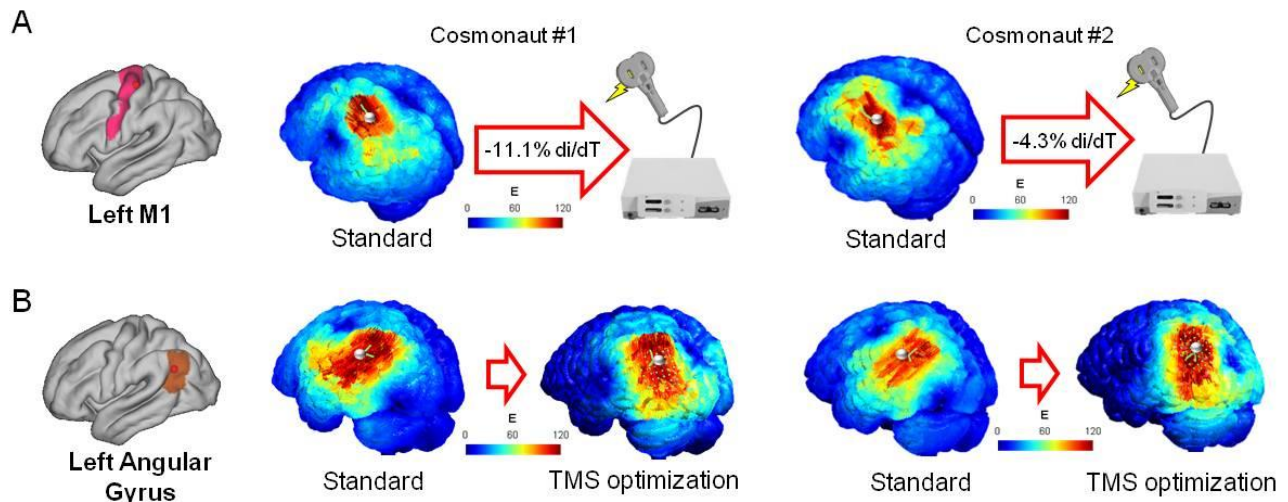 A
Cosmonaut #1
Cosmonaut #2
-11.1% di/dT
-4.3% di/dT
E
0 60 120
E
0 60 120
Left M1
Standard
Standard
B
E
0 60 120
E
0 60 120
Left Angular
Gyrus
Standard
TMS optimization
Standard
TMS optimization